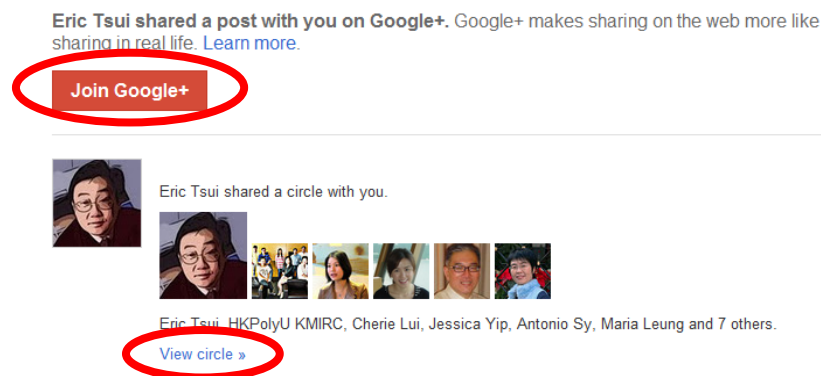 Eric Tsui shared a post with you on Google+. Google+ makes sharing on the web more like
sharing in real life. Learn more.
Join Google+
Eric Tsui shared a circle with you.
Eric Tsui, HKPolyU KMIRC, Cherie Lui, Jessica Yip, Antonio Sy, Maria Leung and 7 others.
View circle »